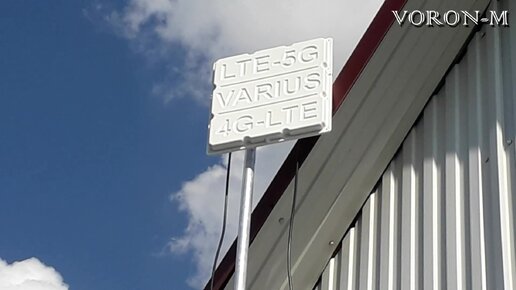 VORON-M
LTE-5G
VARIUS
4G-LTE